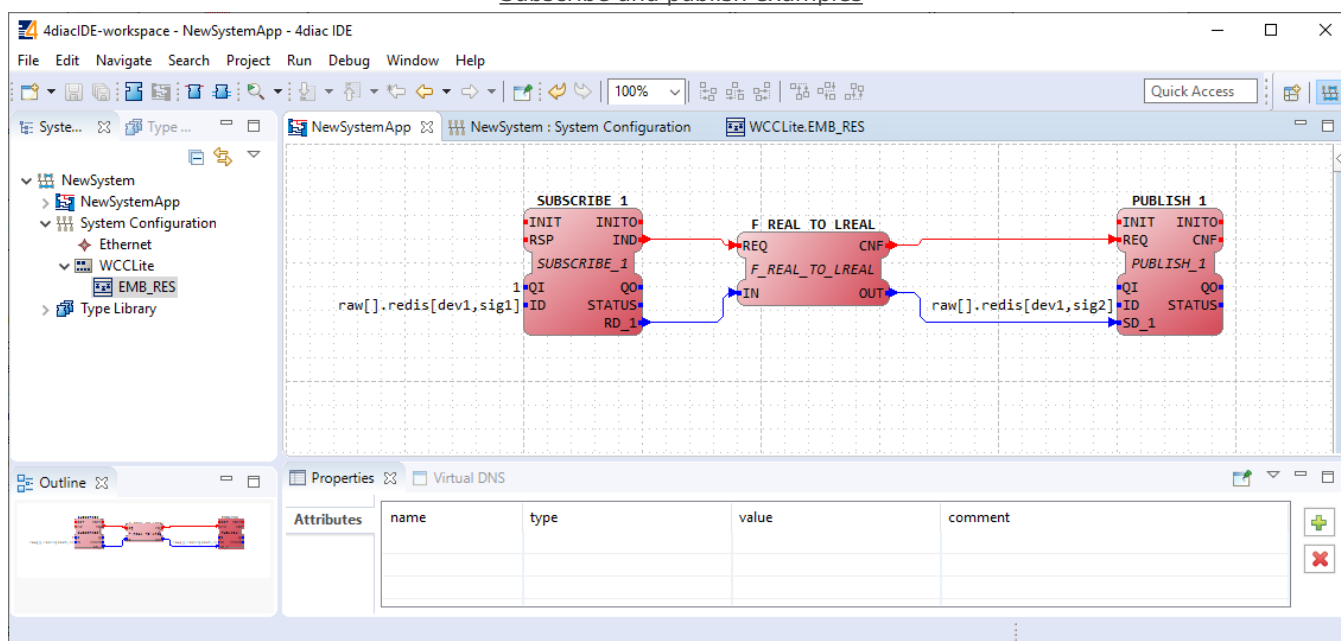 Subscribe and publish examples
4diacIDE-workspace - NewSystemApp - 4diac IDE
File Edit Navigate Search Project Run Debug Window Help
100%
Quick Access
Syste...
Type ...
NewSystemApp
NewSystem : System Configuration
WCCLite.EMB_RES
NewSystem
NewSystemApp
System Configuration
Ethernet
WCCLite
EMB_RES
Type Library
SUBSCRIBE_1
INIT INITO
RSP IND
SUBSCRIBE_1
1 QI QO
raw[].redis[dev1,sig1] ID STATUS
RD_1
F_REAL_TO_LREAL
REQ CNF
F_REAL_TO_LREAL
IN OUT
PUBLISH_1
INIT INITO
REQ CNF
PUBLISH_1
QI QO
raw[].redis[dev1,sig2] ID STATUS
SD_1
Outline
Properties
Virtual DNS
Attributes
name type value comment